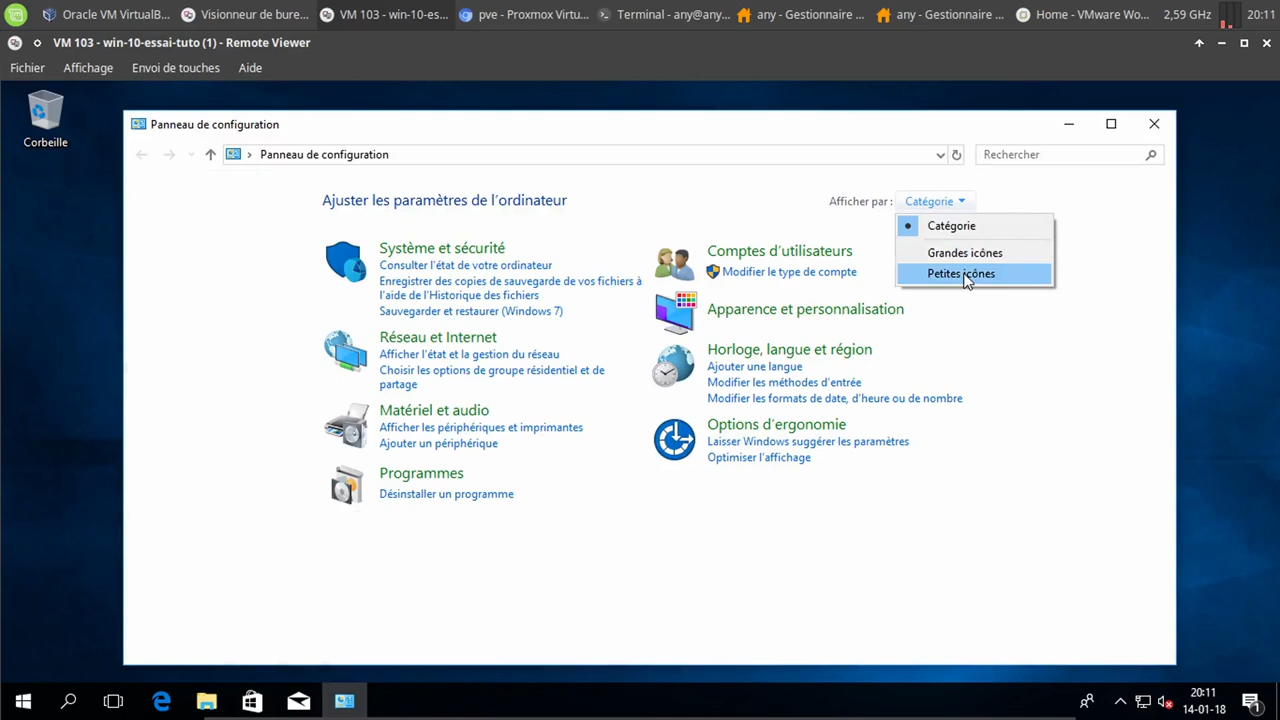 Oracle VM VirtualB...
Visionneur de bure...
VM 103 - win-10-es...
pve - Proxmox Virtu...
Terminal - any@any...
any - Gestionnaire ...
any - Gestionnaire ...
Home - VMware Wo...
2,59 GHz
20:11
VM 103 - win-10-essai-tuto (1) - Remote Viewer
Fichier
Affichage
Envoi de touches
Aide
Corbeille
Panneau de configuration
Panneau de configuration
Rechercher
Ajuster les paramètres de l'ordinateur
Afficher par :
Catégorie
Catégorie
Grandes icônes
Petites icônes
Système et sécurité
Consulter l'état de votre ordinateur
Enregistrer des copies de sauvegarde de vos fichiers à
l'aide de l'Historique des fichiers
Sauvegarder et restaurer (Windows 7)
Réseau et Internet
Afficher l'état et la gestion du réseau
Choisir les options de groupe résidentiel et de
partage
Matériel et audio
Afficher les périphériques et imprimantes
Ajouter un périphérique
Programmes
Désinstaller un programme
Comptes d'utilisateurs
Modifier le type de compte
Apparence et personnalisation
Horloge, langue et région
Ajouter une langue
Modifier les méthodes d'entrée
Modifier les formats de date, d'heure ou de nombre
Options d'ergonomie
Laisser Windows suggérer les paramètres
Optimiser l'affichage
20:11
14-01-18
1